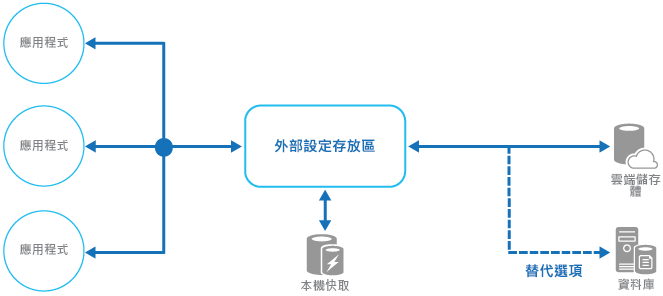 應用程式
應用程式
外部設定存放區
雲端儲存
體
應用程式
本機快取
替代選項
資料庫